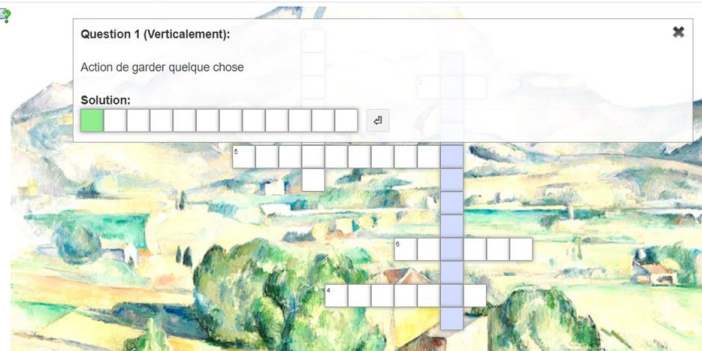 Question 1 (Verticalement):
Action de garder quelque chose
Solution:
5
6
4